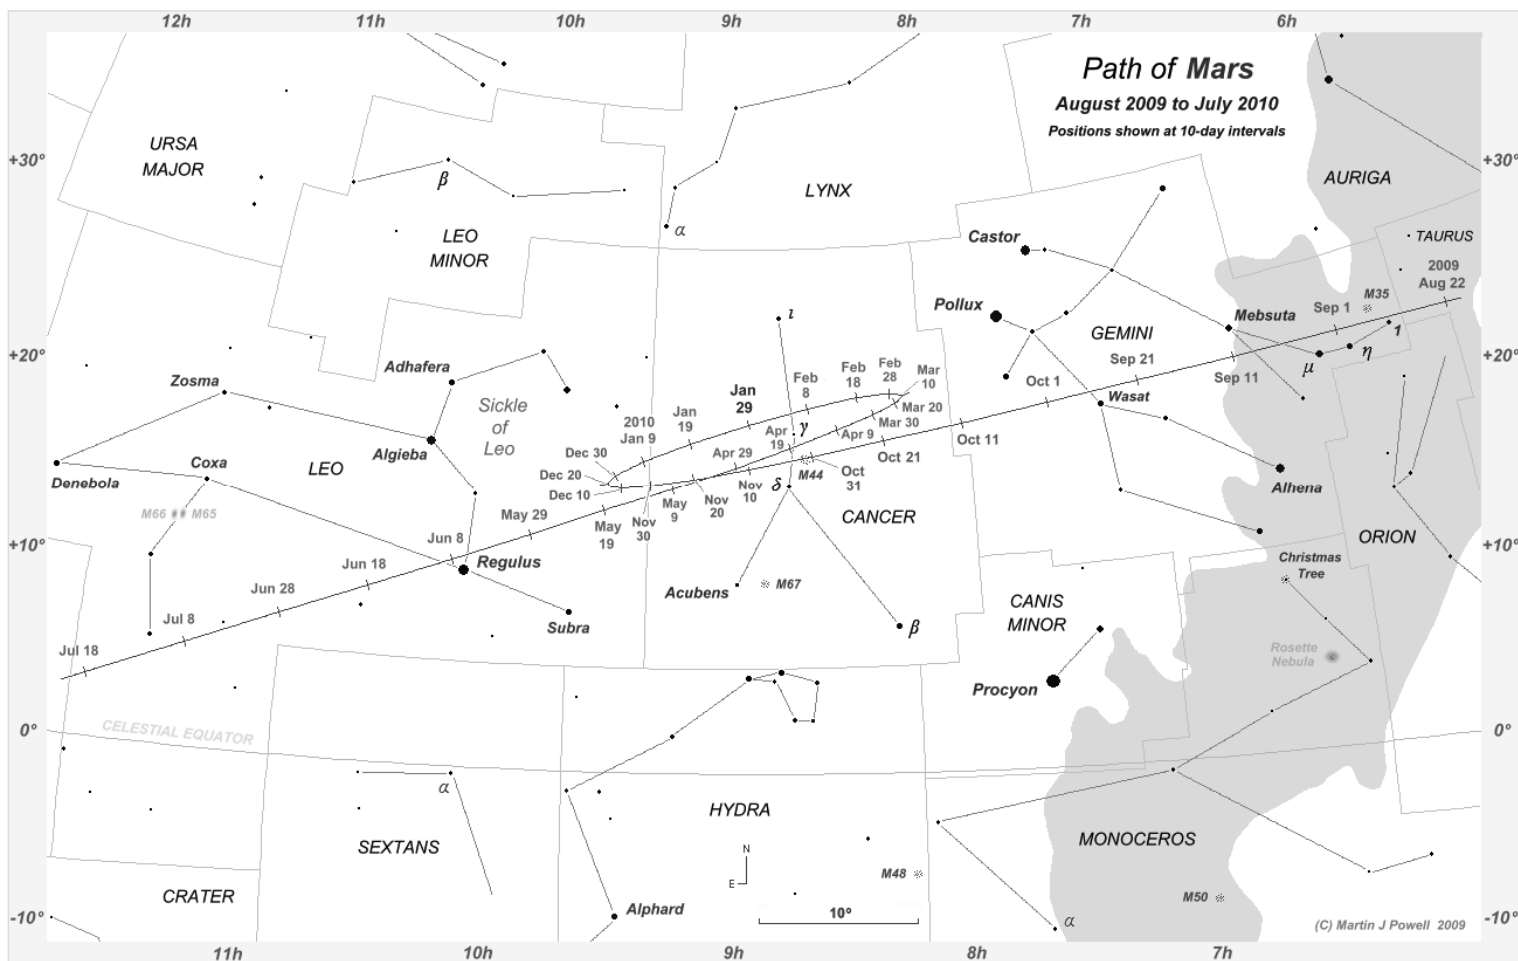 12h 11h 10h 9h 8h 7h 6h
Path of Mars
August 2009 to July 2010
Positions shown at 10-day intervals
URSA
MAJOR
+30°
+30°
β
LYNX
AURIGA
α
LEO
MINOR
Castor
TAURUS
2009
Aug 22
M35
Pollux
ι
Sep 1
Mebsuta
GEMINI
1
η
μ
+20°
+20°
Adhafera
Zosma
Sep 21
Sep 11
Oct 1
Wasat
Feb
8
Feb
18
Feb
28
Mar
10
Jan
29
Mar 20
Mar 30
Sickle
of
Leo
2010
Jan 9
Jan
19
γ
Apr
19
Apr 9
Oct 11
Algieba
Dec 30
Apr 29
Oct 21
Coxa
LEO
Dec 20
M44
Oct
31
Denebola
Dec 10
δ
Nov
10
Alhena
M66
M65
May 29
May
19
Nov
30
May
9
Nov
20
CANCER
+10°
+10°
Jun 8
ORION
Regulus
Christmas
Tree
Jun 18
Jun 28
Acubens
M67
CANIS
MINOR
Jul 8
Subra
β
Jul 18
Rosette
Nebula
Procyon
0°
0°
CELESTIAL EQUATOR
α
HYDRA
SEXTANS
MONOCEROS
N
E
M48
CRATER
M50
Alphard
10°
α
-10°
-10°
(C) Martin J Powell 2009
11h 10h 9h 8h 7h